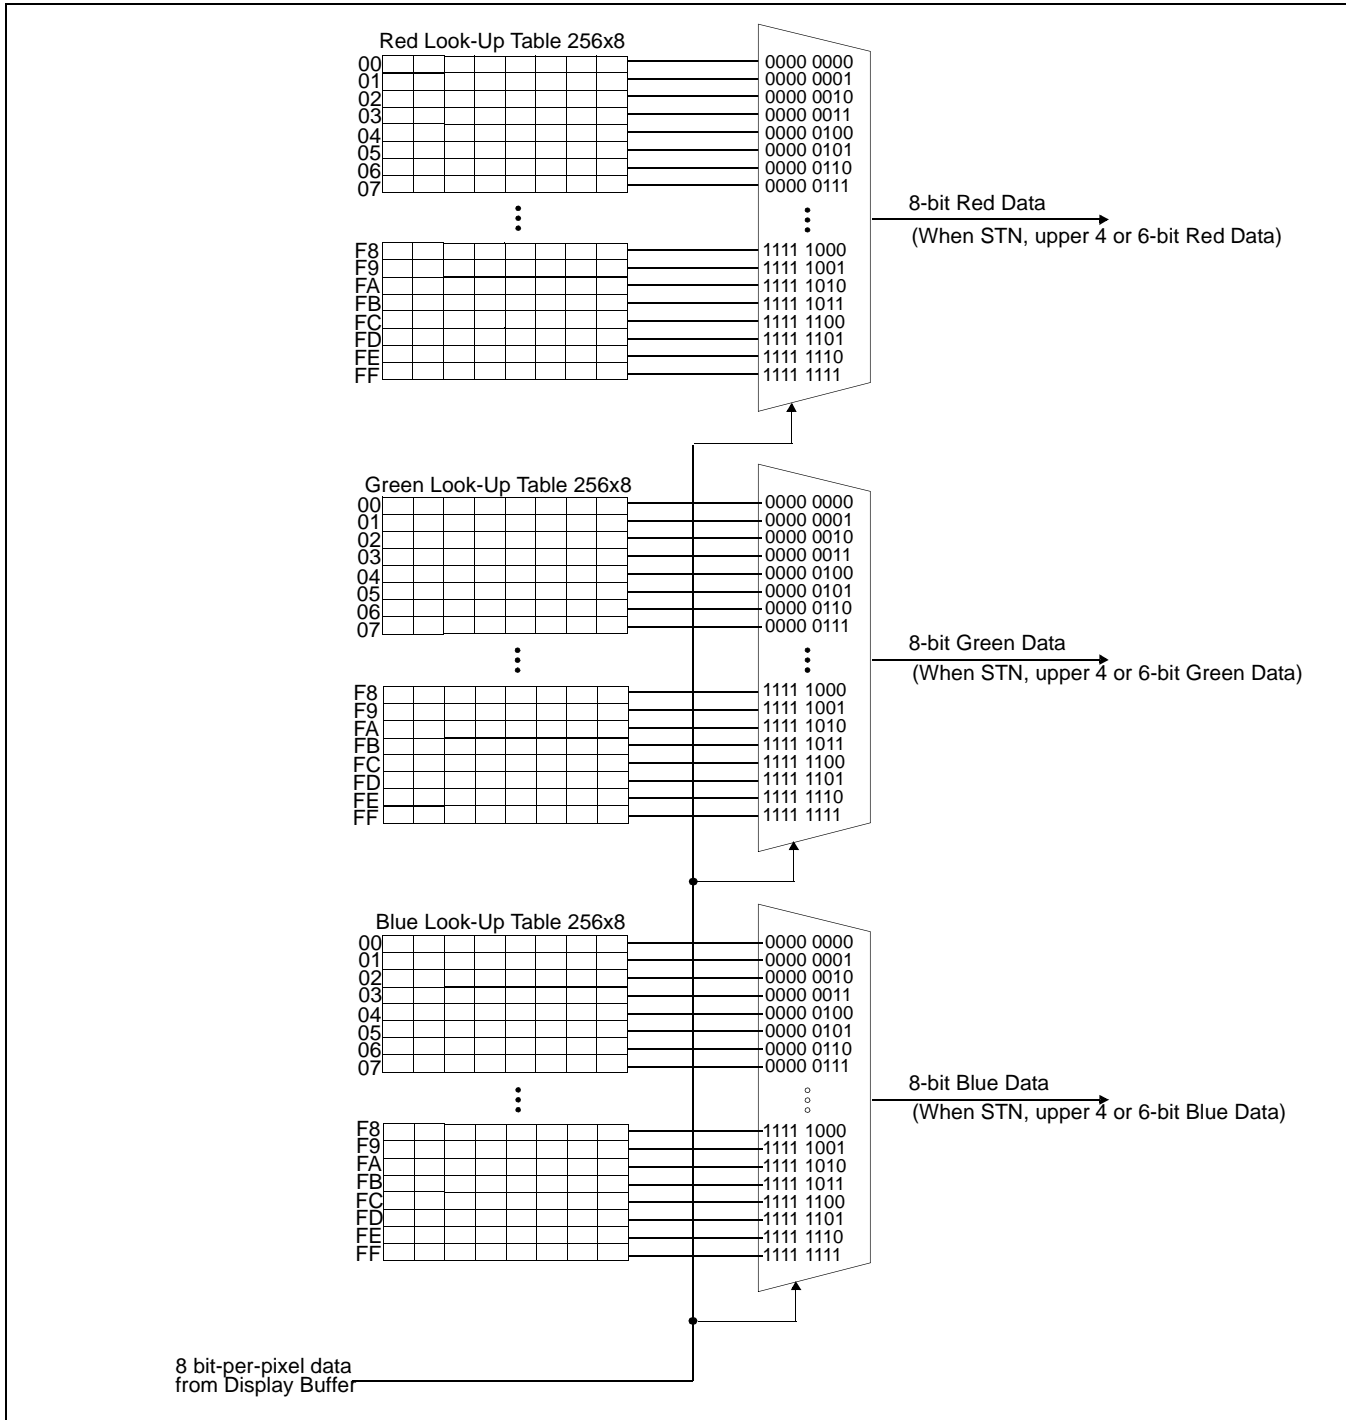 Red Look-Up Table 256x8
00 0000 0000
01 0000 0001
02 0000 0010
03 0000 0011
04 0000 0100
05 0000 0101
06 0000 0110
07 0000 0111
8-bit Red Data
(When STN, upper 4 or 6-bit Red Data)
F8 1111 1000
F9 1111 1001
FA 1111 1010
FB 1111 1011
FC 1111 1100
FD 1111 1101
FE 1111 1110
FF 1111 1111
Green Look-Up Table 256x8
00 0000 0000
01 0000 0001
02 0000 0010
03 0000 0011
04 0000 0100
05 0000 0101
06 0000 0110
07 0000 0111
8-bit Green Data
(When STN, upper 4 or 6-bit Green Data)
F8 1111 1000
F9 1111 1001
FA 1111 1010
FB 1111 1011
FC 1111 1100
FD 1111 1101
FE 1111 1110
FF 1111 1111
Blue Look-Up Table 256x8
00 0000 0000
01 0000 0001
02 0000 0010
03 0000 0011
04 0000 0100
05 0000 0101
06 0000 0110
07 0000 0111
8-bit Blue Data
(When STN, upper 4 or 6-bit Blue Data)
F8 1111 1000
F9 1111 1001
FA 1111 1010
FB 1111 1011
FC 1111 1100
FD 1111 1101
FE 1111 1110
FF 1111 1111
8 bit-per-pixel data
from Display Buffer